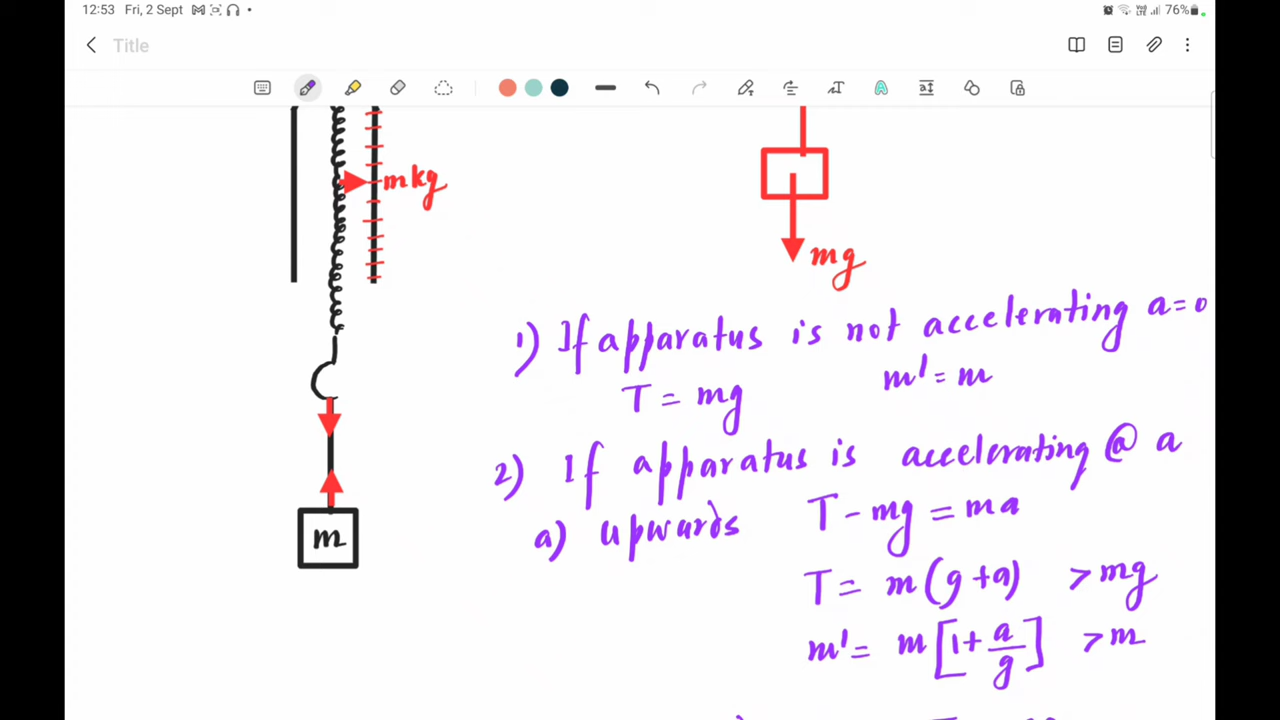 12:53 Fri, 2 Sept
76%
Title
m kg
mg
1) If apparatus is not accelerating a=0
T = mg m' = m
2) If apparatus is accelerating @ a
a) upwards T - mg = ma
T = m(g+a) > mg
m
m' = m[1 + a/g] > m